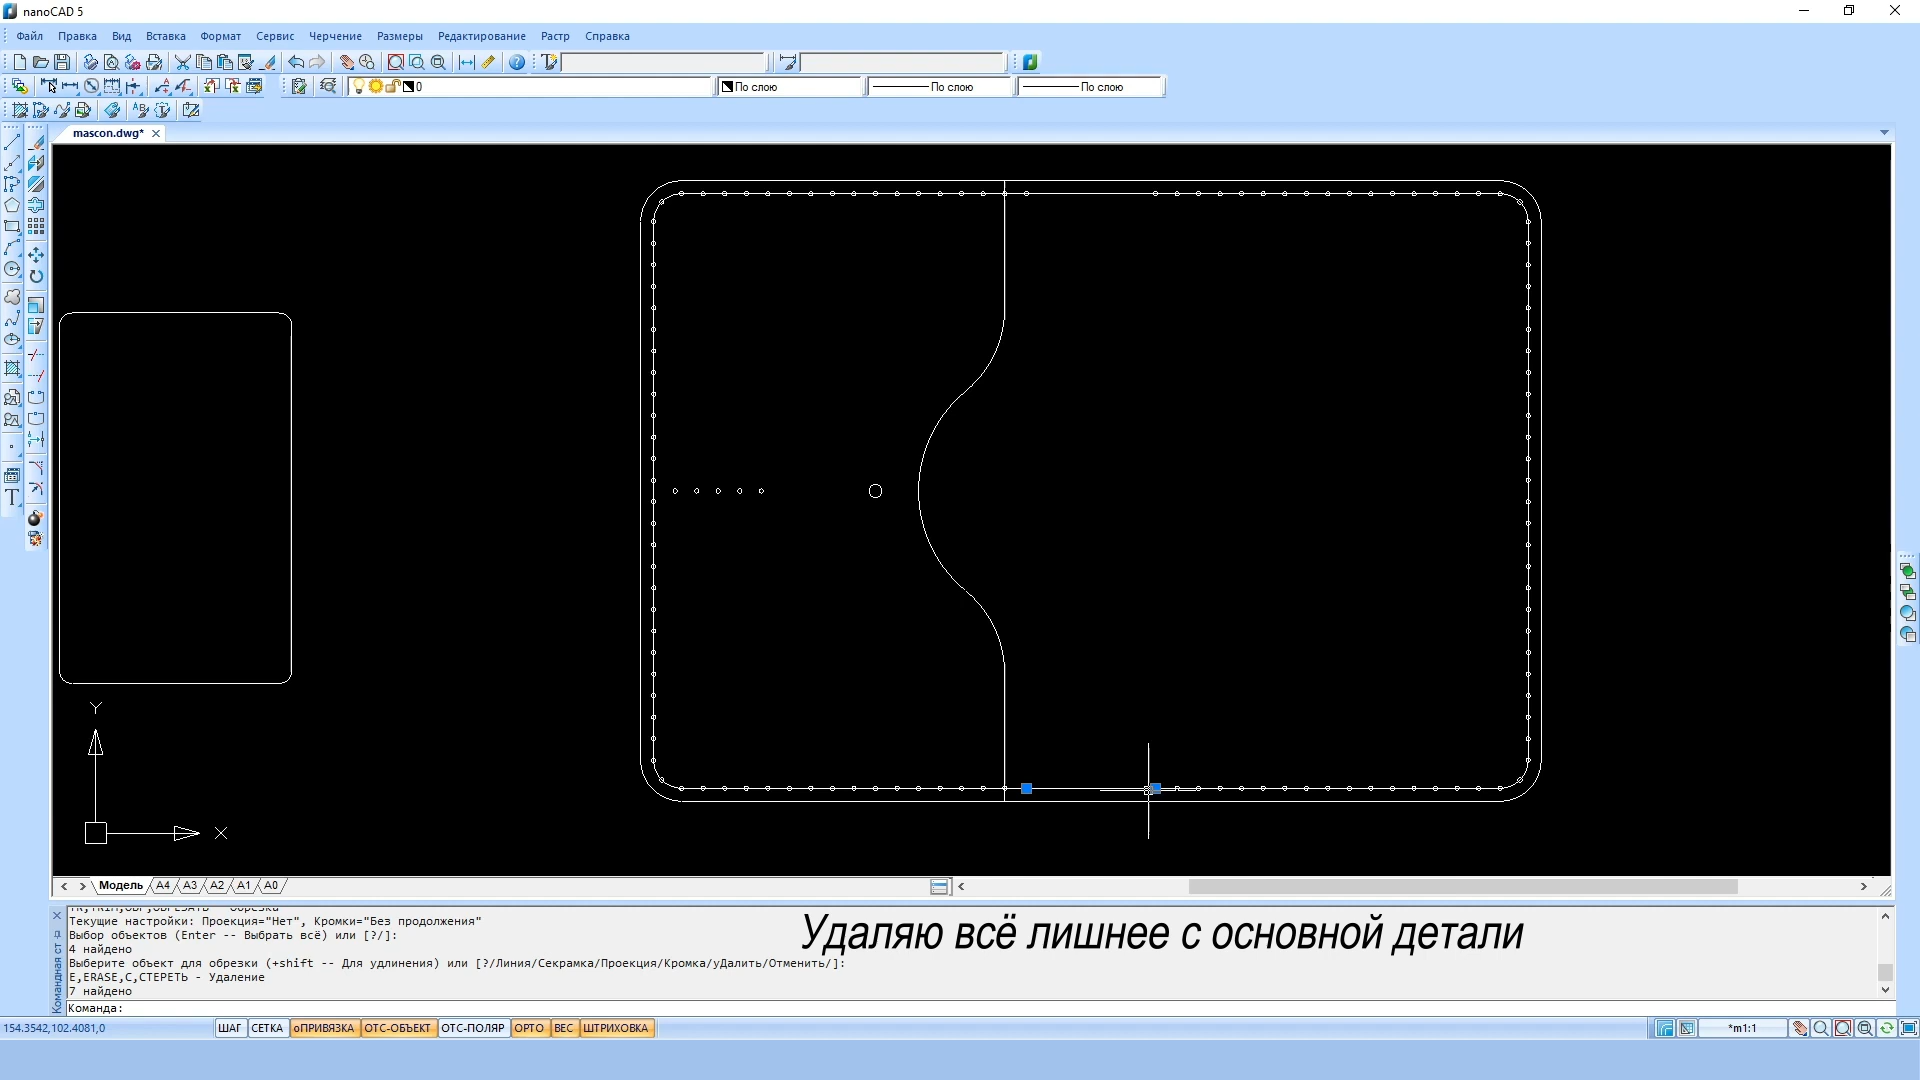 nanoCAD 5
Файл Правка Вид Вставка Формат Сервис Черчение Размеры Редактирование Растр Справка
0 По слою По слою По слою
mascon.dwg*
Y
X
Модель A4 A3 A2 A1 A0
Текущие настройки: Проекция="Нет", Кромки="Без продолжения"
Выбор объектов (Enter -- Выбрать всё) или [?/]:
4 найдено
Выберите объект для обрезки (+shift -- Для удлинения) или [?/Линия/Секрамка/Проекция/Кромка/уДалить/Отменить/]:
E,ERASE,С,СТЕРЕТЬ - Удаление
7 найдено
Команда:
Командная ст
Удаляю всё лишнее с основной детали
154.3542,102.4081,0 ШАГ СЕТКА оПРИВЯЗКА ОТС-ОБЪЕКТ ОТС-ПОЛЯР ОРТО ВЕС ШТРИХОВКА *m1:1